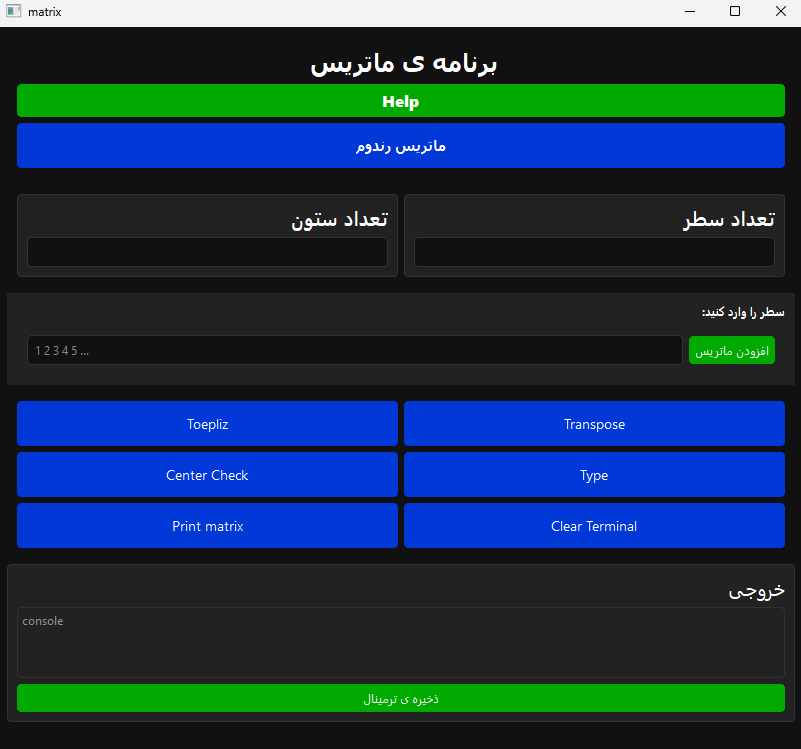 matrix
برنامه ی ماتریس
Help
ماتریس رندوم
تعداد سطر
تعداد ستون
سطر را وارد کنید:
افزودن ماتریس
1 2 3 4 5 ...
Toepliz
Transpose
Center Check
Type
Print matrix
Clear Terminal
خروجی
console
ذخیره ی ترمینال